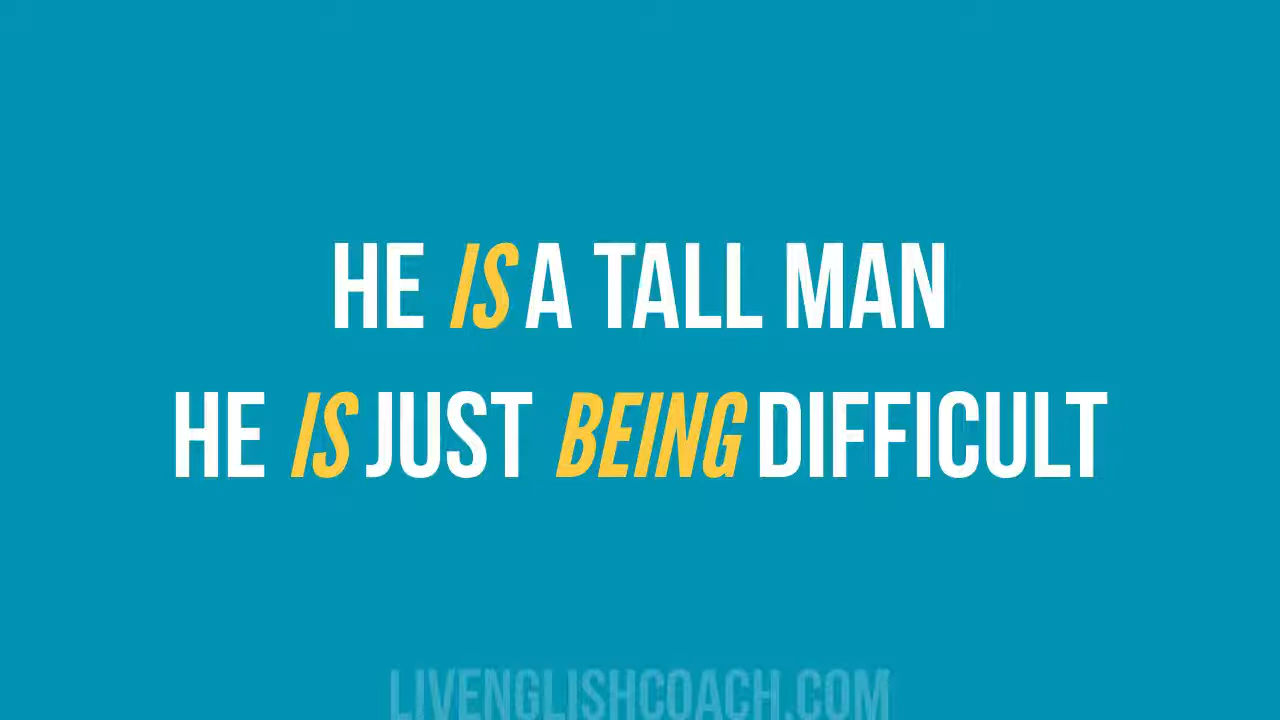 HE IS A TALL MAN
HE IS JUST BEING DIFFICULT
LIVENGLISHCOACH.COM